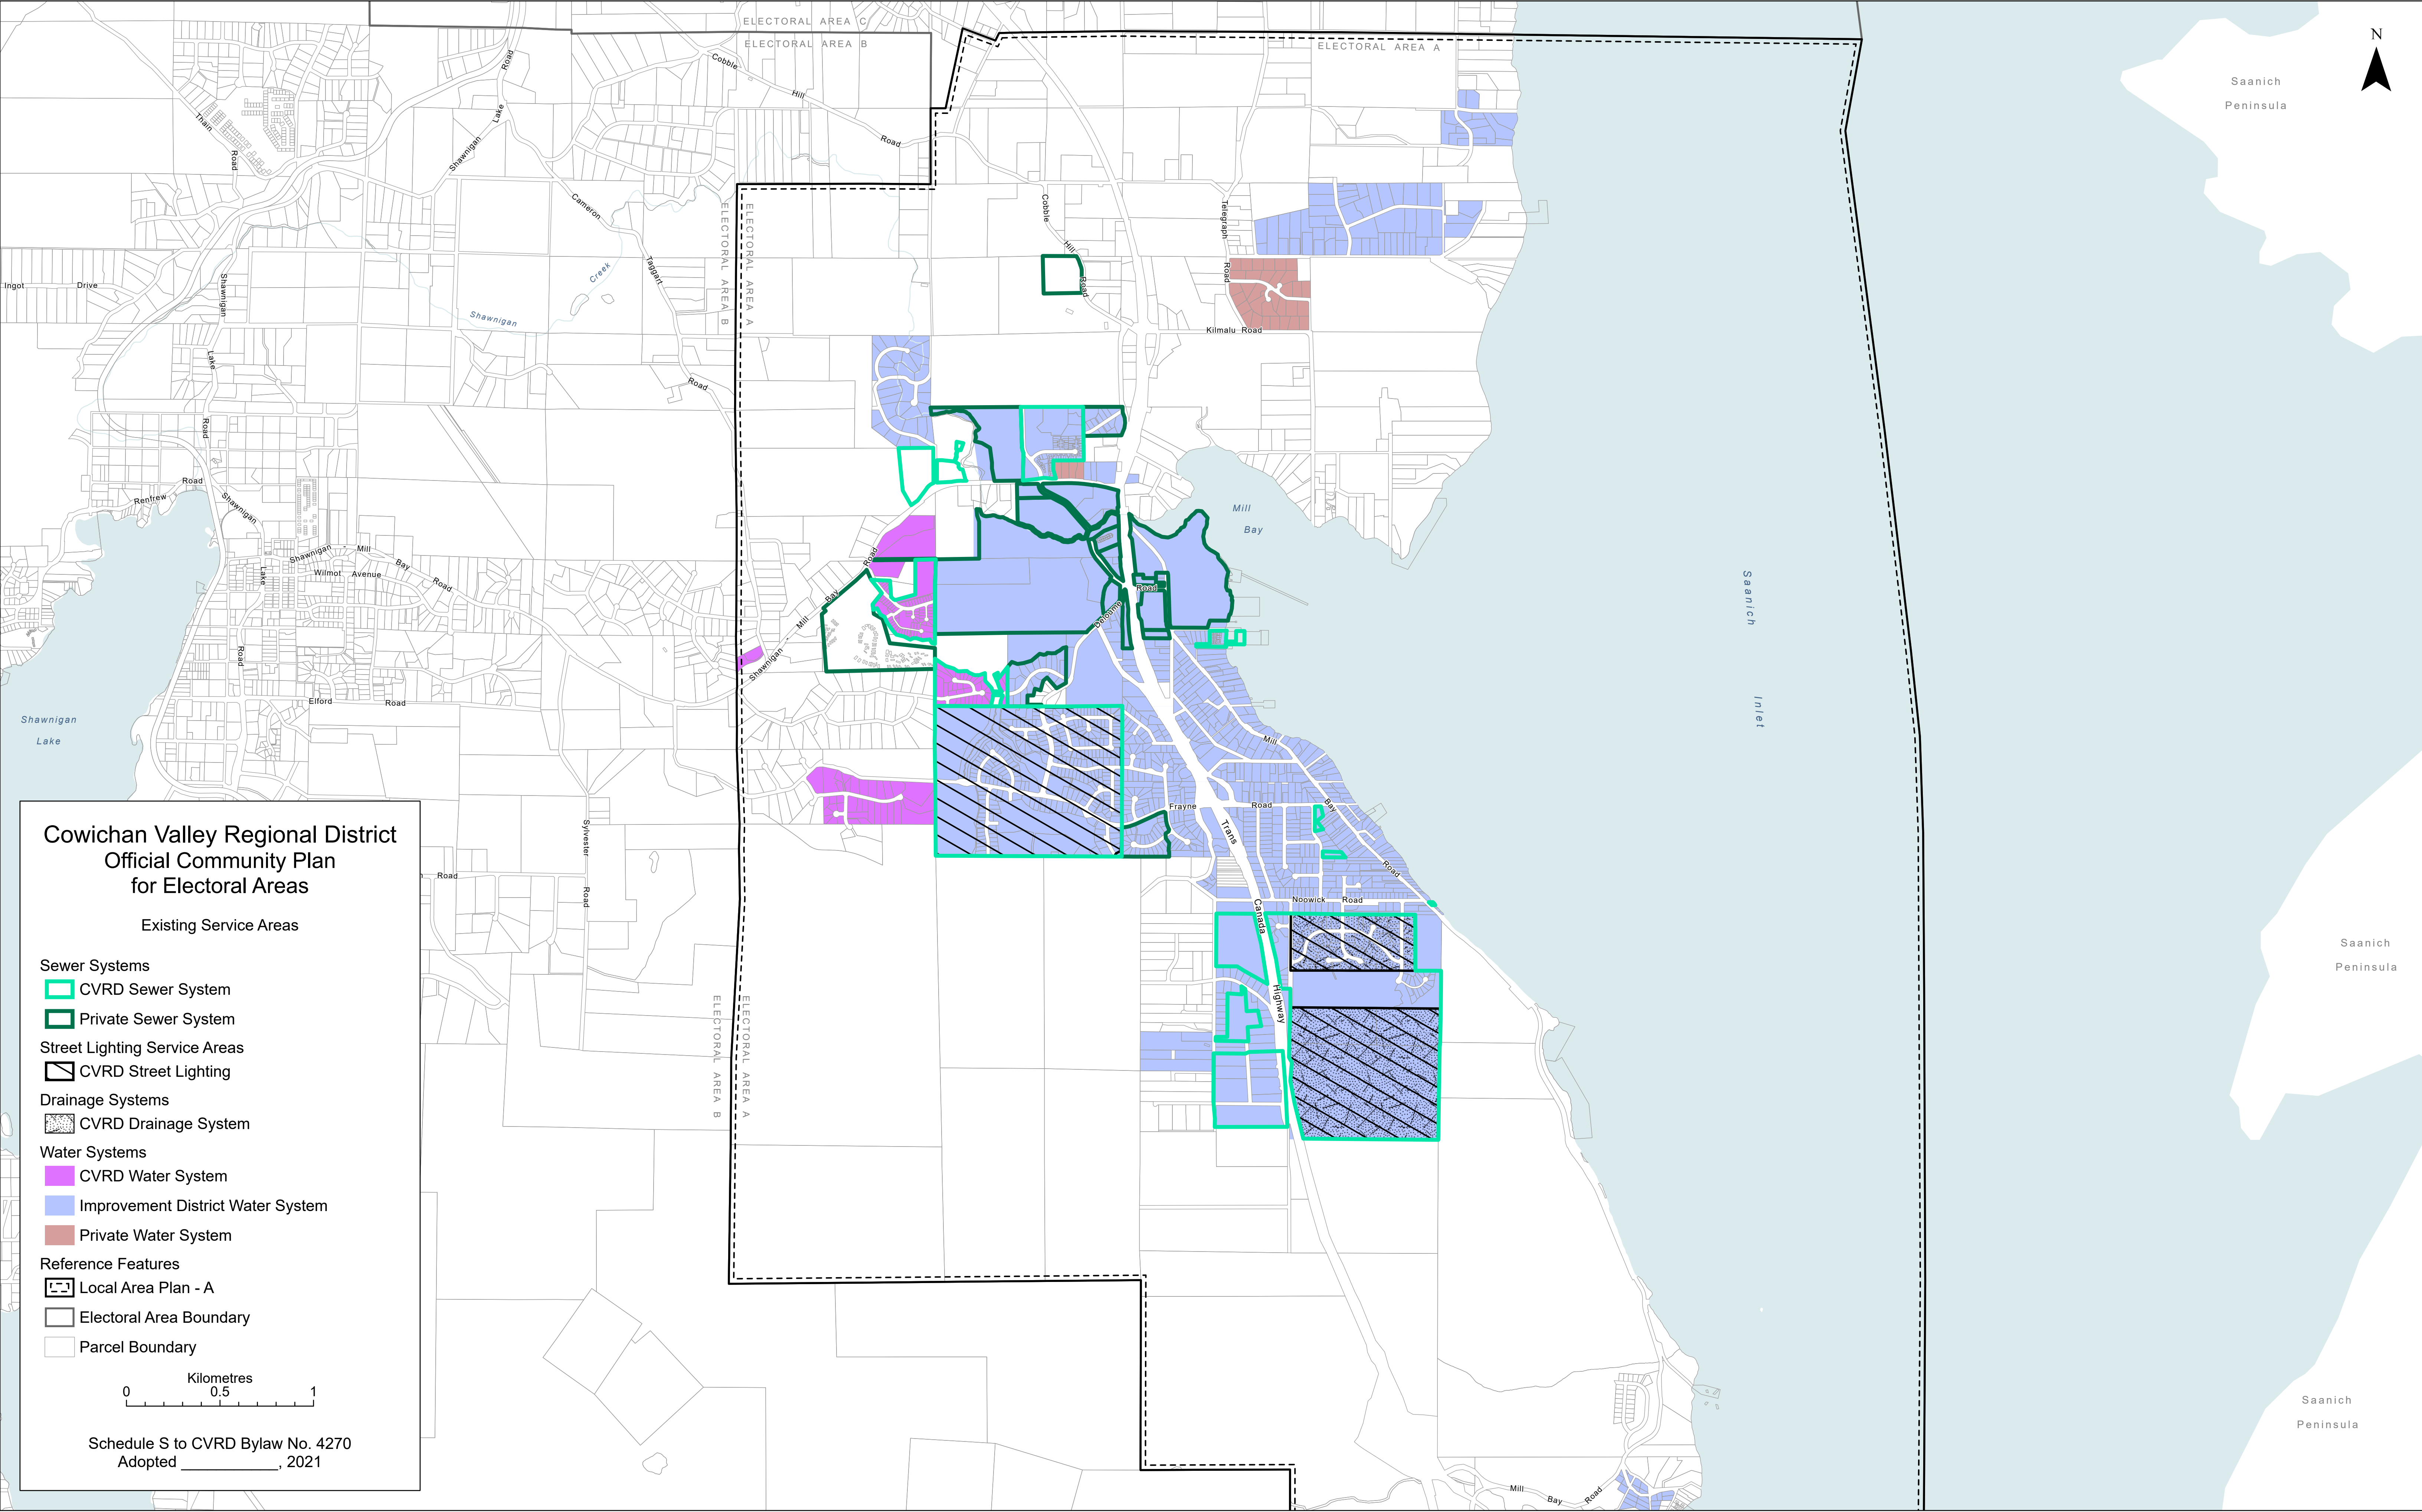 ELECTORAL AREA C
ELECTORAL AREA B
ELECTORAL AREA A
N
Saanich
Peninsula
Road
Lake
Shawnigan
Thain
Road
Cobble
Hill
Road
Cameron
Taggart
Road
Creek
Shawnigan
ELECTORAL AREA B
ELECTORAL AREA A
Cobble
Hill
Road
Telegraph
Road
Kilmalu Road
Ingot Drive
Shawnigan
Lake
Road
Renfrew Road
Shawnigan
Lake
Road
Shawnigan - Mill Bay Road
Wilmot Avenue
Elford Road
Shawnigan
Lake
Shawnigan - Mill Bay Road
Mill
Bay
Deloume
Road
Saanich
Inlet
Mill
Bay
Road
Frayne Road
Trans
Canada
Highway
Noowick Road
Sylvester
Road
Road
ELECTORAL AREA B
ELECTORAL AREA A
Saanich
Peninsula
Saanich
Peninsula
Mill Bay Road
Cowichan Valley Regional District
Official Community Plan
for Electoral Areas
Existing Service Areas
Sewer Systems
CVRD Sewer System
Private Sewer System
Street Lighting Service Areas
CVRD Street Lighting
Drainage Systems
CVRD Drainage System
Water Systems
CVRD Water System
Improvement District Water System
Private Water System
Reference Features
Local Area Plan - A
Electoral Area Boundary
Parcel Boundary
Kilometres
0 0.5 1
Schedule S to CVRD Bylaw No. 4270
Adopted ___________, 2021